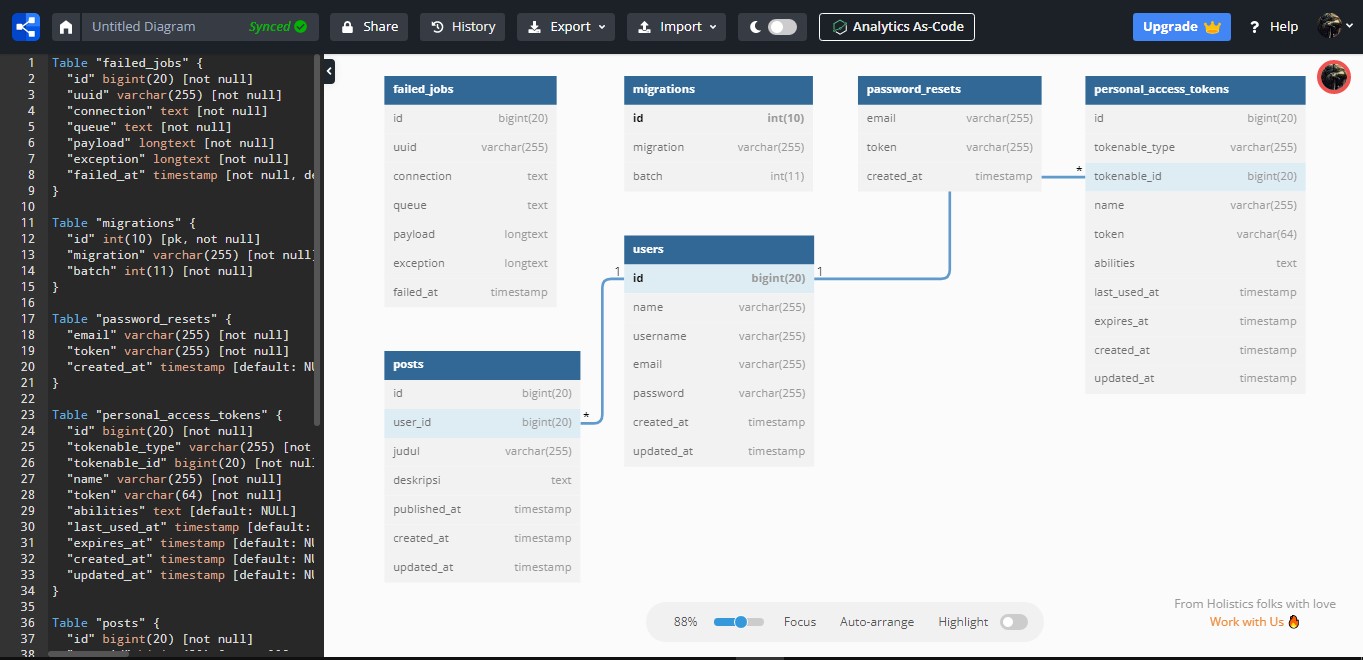 Untitled Diagram
Synced
Share
History
Export
Import
Analytics As-Code
Upgrade
? Help
1 Table "failed_jobs" {
2 "id" bigint(20) [not null]
3 "uuid" varchar(255) [not null]
4 "connection" text [not null]
5 "queue" text [not null]
6 "payload" longtext [not null]
7 "exception" longtext [not null]
8 "failed_at" timestamp [not null, de
9 }
10
11 Table "migrations" {
12 "id" int(10) [pk, not null]
13 "migration" varchar(255) [not null]
14 "batch" int(11) [not null]
15 }
16
17 Table "password_resets" {
18 "email" varchar(255) [not null]
19 "token" varchar(255) [not null]
20 "created_at" timestamp [default: NU
21 }
22
23 Table "personal_access_tokens" {
24 "id" bigint(20) [not null]
25 "tokenable_type" varchar(255) [not
26 "tokenable_id" bigint(20) [not null
27 "name" varchar(255) [not null]
28 "token" varchar(64) [not null]
29 "abilities" text [default: NULL]
30 "last_used_at" timestamp [default:
31 "expires_at" timestamp [default: NU
32 "created_at" timestamp [default: NU
33 "updated_at" timestamp [default: NU
34 }
35
36 Table "posts" {
37 "id" bigint(20) [not null]
38
failed_jobs
id bigint(20)
uuid varchar(255)
connection text
queue text
payload longtext
exception longtext
failed_at timestamp
migrations
id int(10)
migration varchar(255)
batch int(11)
password_resets
email varchar(255)
token varchar(255)
created_at timestamp
personal_access_tokens
id bigint(20)
tokenable_type varchar(255)
* tokenable_id bigint(20)
name varchar(255)
token varchar(64)
abilities text
last_used_at timestamp
expires_at timestamp
created_at timestamp
updated_at timestamp
users
1 id bigint(20) 1
name varchar(255)
username varchar(255)
email varchar(255)
password varchar(255)
created_at timestamp
updated_at timestamp
posts
id bigint(20)
user_id bigint(20) *
judul varchar(255)
deskripsi text
published_at timestamp
created_at timestamp
updated_at timestamp
88% Focus Auto-arrange Highlight
From Holistics folks with love
Work with Us